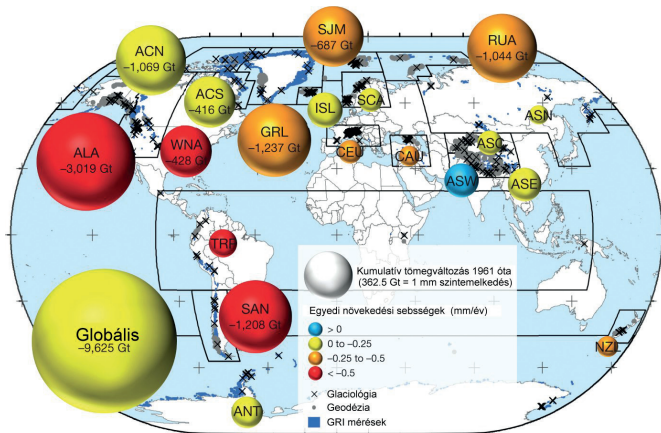 SJM
−687 Gt
RUA
−1,044 Gt
ACN
−1,069 Gt
ACS
−416 Gt
ISL
SCA
ASN
ALA
−3,019 Gt
WNA
−428 Gt
GRL
−1,237 Gt
CEU
CAU
ASC
ASW
ASE
TRP
Kumulatív tömegváltozás 1961 óta
(362.5 Gt = 1 mm szintemelkedés)
Globális
−9,625 Gt
SAN
−1,208 Gt
Egyedi növekedési sebsségek (mm/év)
> 0
0 to −0.25
−0.25 to −0.5
< −0.5
NZL
Glaciológia
Geodézia
GRI mérések
ANT